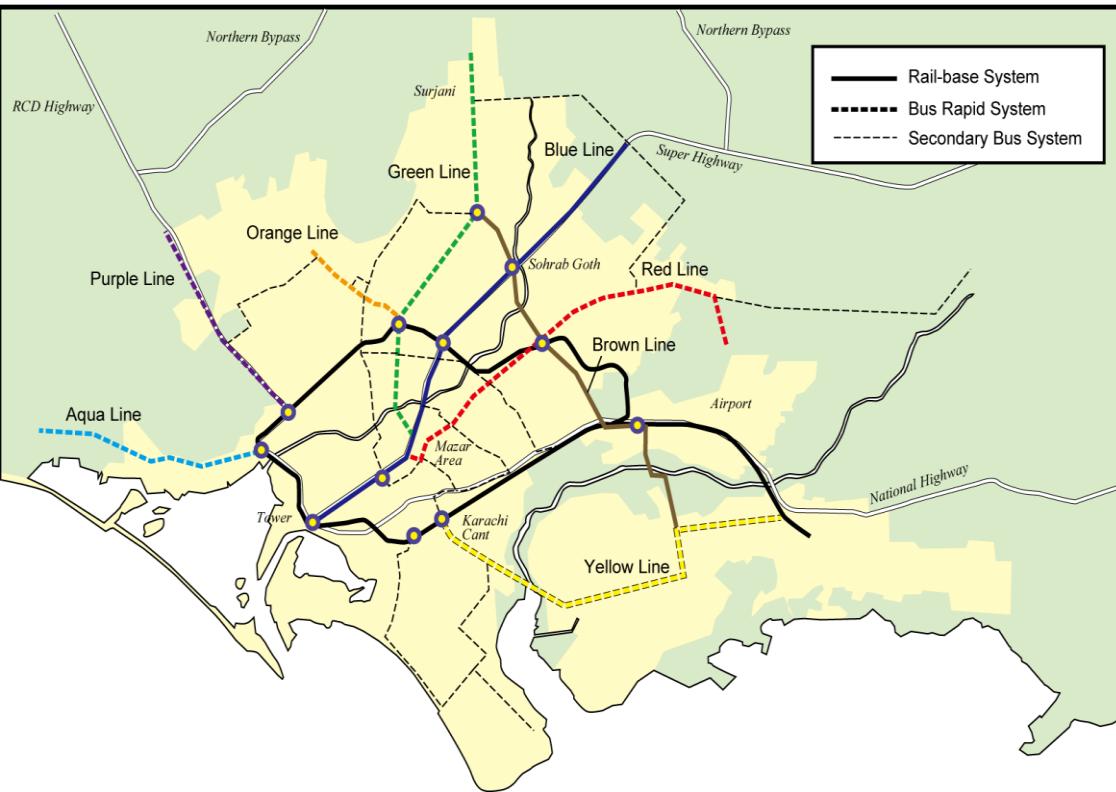 Northern Bypass
Northern Bypass
RCD Highway
Surjani
Rail-base System
Bus Rapid System
Secondary Bus System
Blue Line
Super Highway
Green Line
Orange Line
Purple Line
Sohrab Goth
Red Line
Brown Line
Aqua Line
Airport
Mazar
Area
National Highway
Tower
Karachi
Cant
Yellow Line